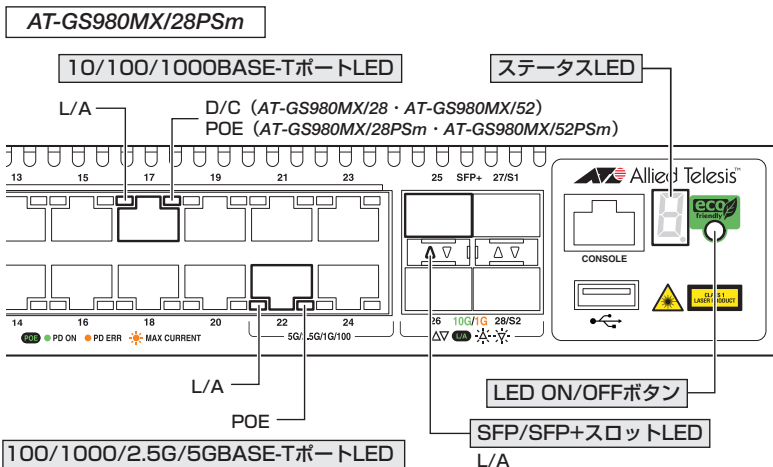 AT-GS980MX/28PSm
10/100/1000BASE-TポートLED
ステータスLED
L/A
D/C（AT-GS980MX/28・AT-GS980MX/52）
POE（AT-GS980MX/28PSm・AT-GS980MX/52PSm）
13 15 17 19 21 23 25 SFP+ 27/S1
Allied Telesis™
eco friendly
CONSOLE
CLASS 1
LASER PRODUCT
14 16 18 20 22 24 26 10G/1G 28/S2
POE PD ON PD ERR MAX CURRENT
5G/2.5G/1G/100
L/A
L/A
POE
LED ON/OFFボタン
SFP/SFP+スロットLED
L/A
100/1000/2.5G/5GBASE-TポートLED